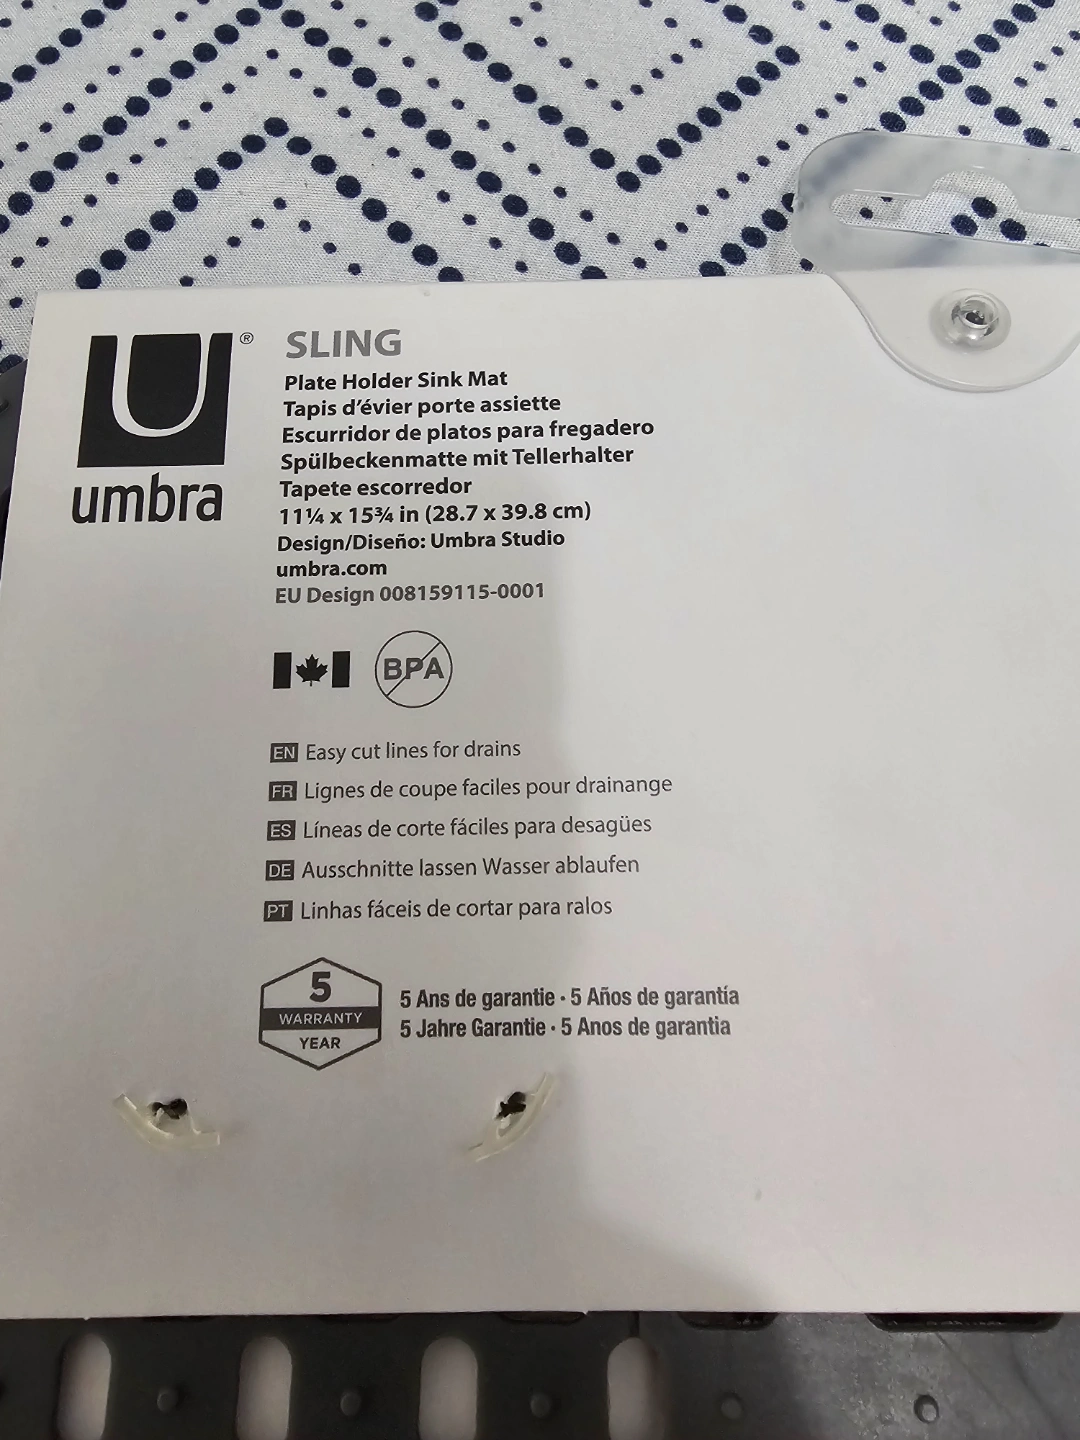 SLING
Plate Holder Sink Mat
Tapis d'évier porte assiette
Escurridor de platos para fregadero
Spülbeckenmatte mit Tellerhalter
Tapete escorredor
11¼ x 15¾ in (28.7 x 39.8 cm)
Design/Diseño: Umbra Studio
umbra.com
EU Design 008159115-0001
U®
umbra
BPA
EN Easy cut lines for drains
FR Lignes de coupe faciles pour drainange
ES Líneas de corte fáciles para desagües
DE Ausschnitte lassen Wasser ablaufen
PT Linhas fáceis de cortar para ralos
5
WARRANTY
YEAR
5 Ans de garantie · 5 Años de garantía
5 Jahre Garantie · 5 Anos de garantia